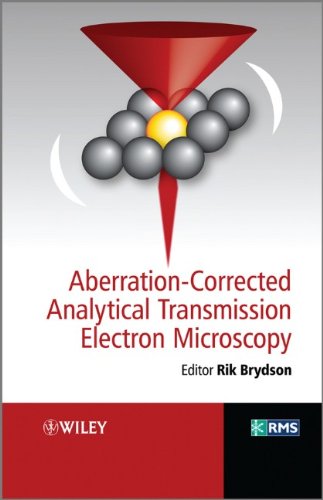 Aberration-Corrected
Analytical Transmission
Electron Microscopy
Editor Rik Brydson
WILEY
RMS